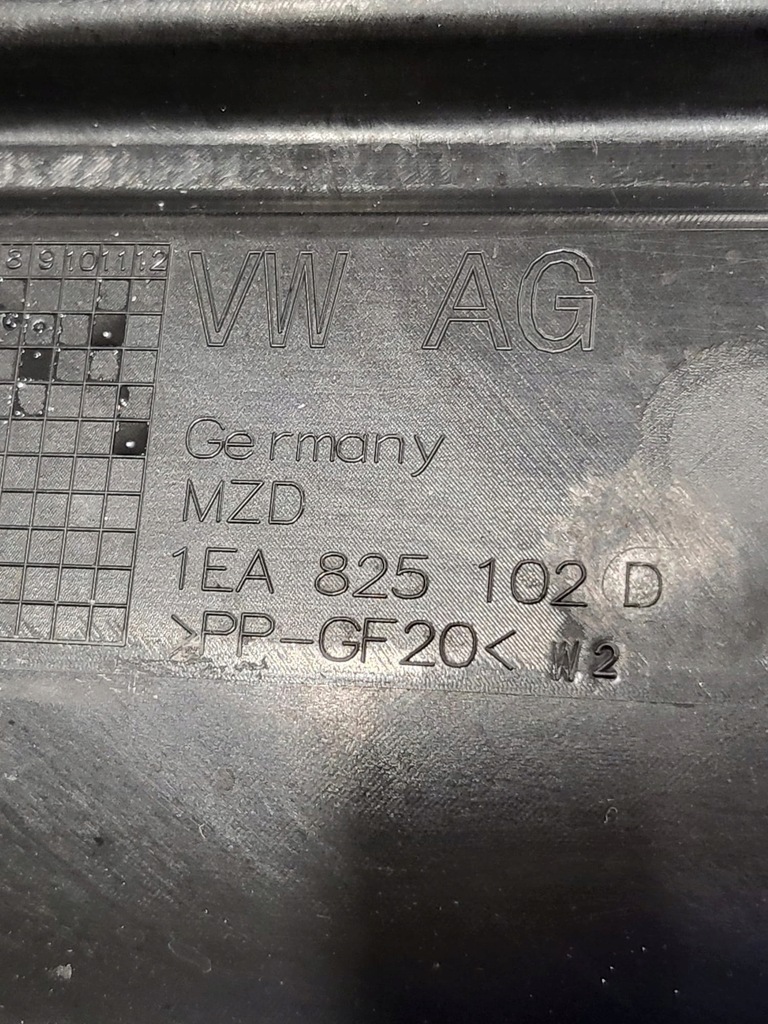 8 9 10 11 12
VW AG
Germany
MZD
1EA 825 102 D
>PP-GF20<
W2